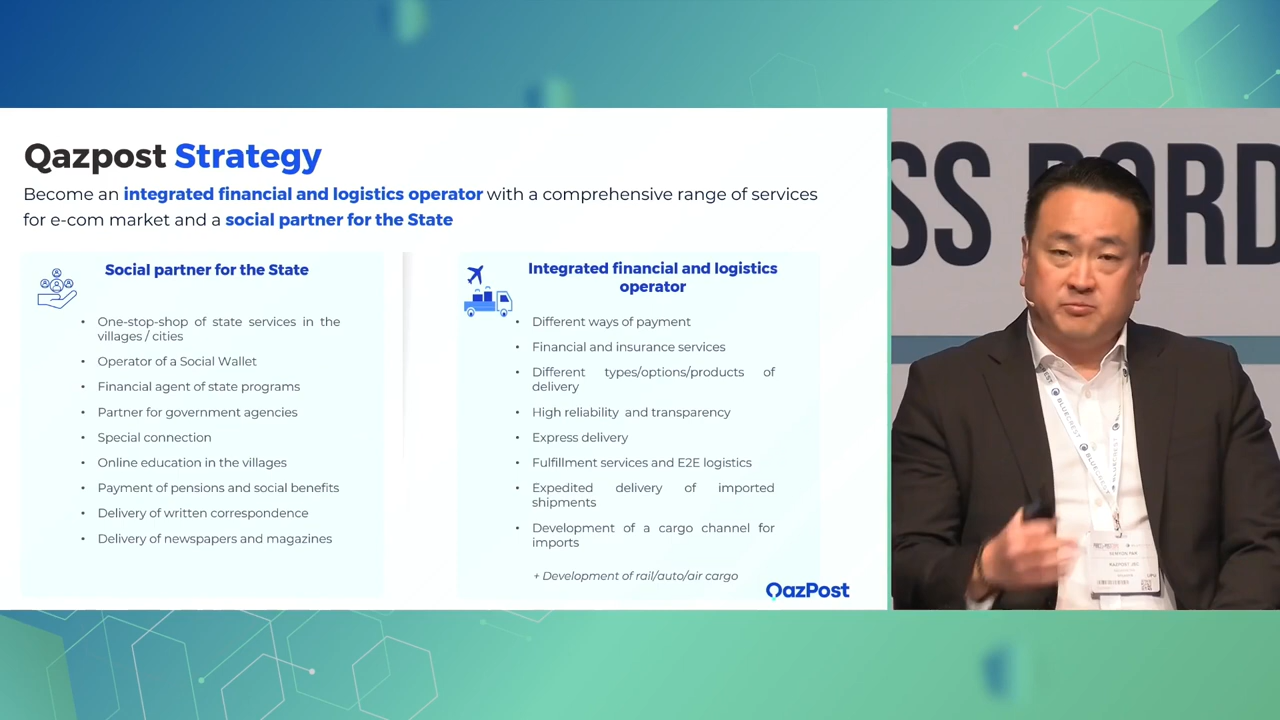 Qazpost Strategy
Become an integrated financial and logistics operator with a comprehensive range of services
for e-com market and a social partner for the State
Social partner for the State
• One-stop-shop of state services in the
villages / cities
• Operator of a Social Wallet
• Financial agent of state programs
• Partner for government agencies
• Special connection
• Online education in the villages
• Payment of pensions and social benefits
• Delivery of written correspondence
• Delivery of newspapers and magazines
Integrated financial and logistics
operator
• Different ways of payment
• Financial and insurance services
• Different types/options/products of
delivery
• High reliability and transparency
• Express delivery
• Fulfillment services and E2E logistics
• Expedited delivery of imported
shipments
• Development of a cargo channel for
imports
+ Development of rail/auto/air cargo
QazPost
SS BORD
BLUECREST
BLUECREST